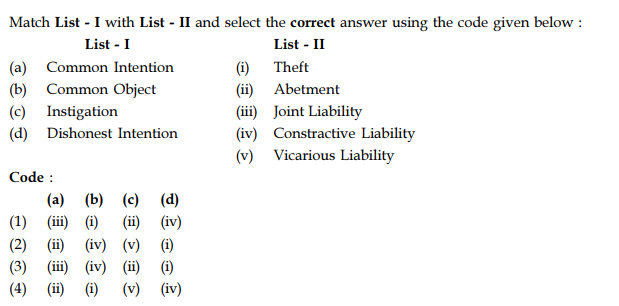 Match List - I with List - II and select the correct answer using the code given below :
List - I List - II
(a) Common Intention (i) Theft
(b) Common Object (ii) Abetment
(c) Instigation (iii) Joint Liability
(d) Dishonest Intention (iv) Constractive Liability
(v) Vicarious Liability
Code :
(a) (b) (c) (d)
(1) (iii) (i) (ii) (iv)
(2) (ii) (iv) (v) (i)
(3) (iii) (iv) (ii) (i)
(4) (ii) (i) (v) (iv)